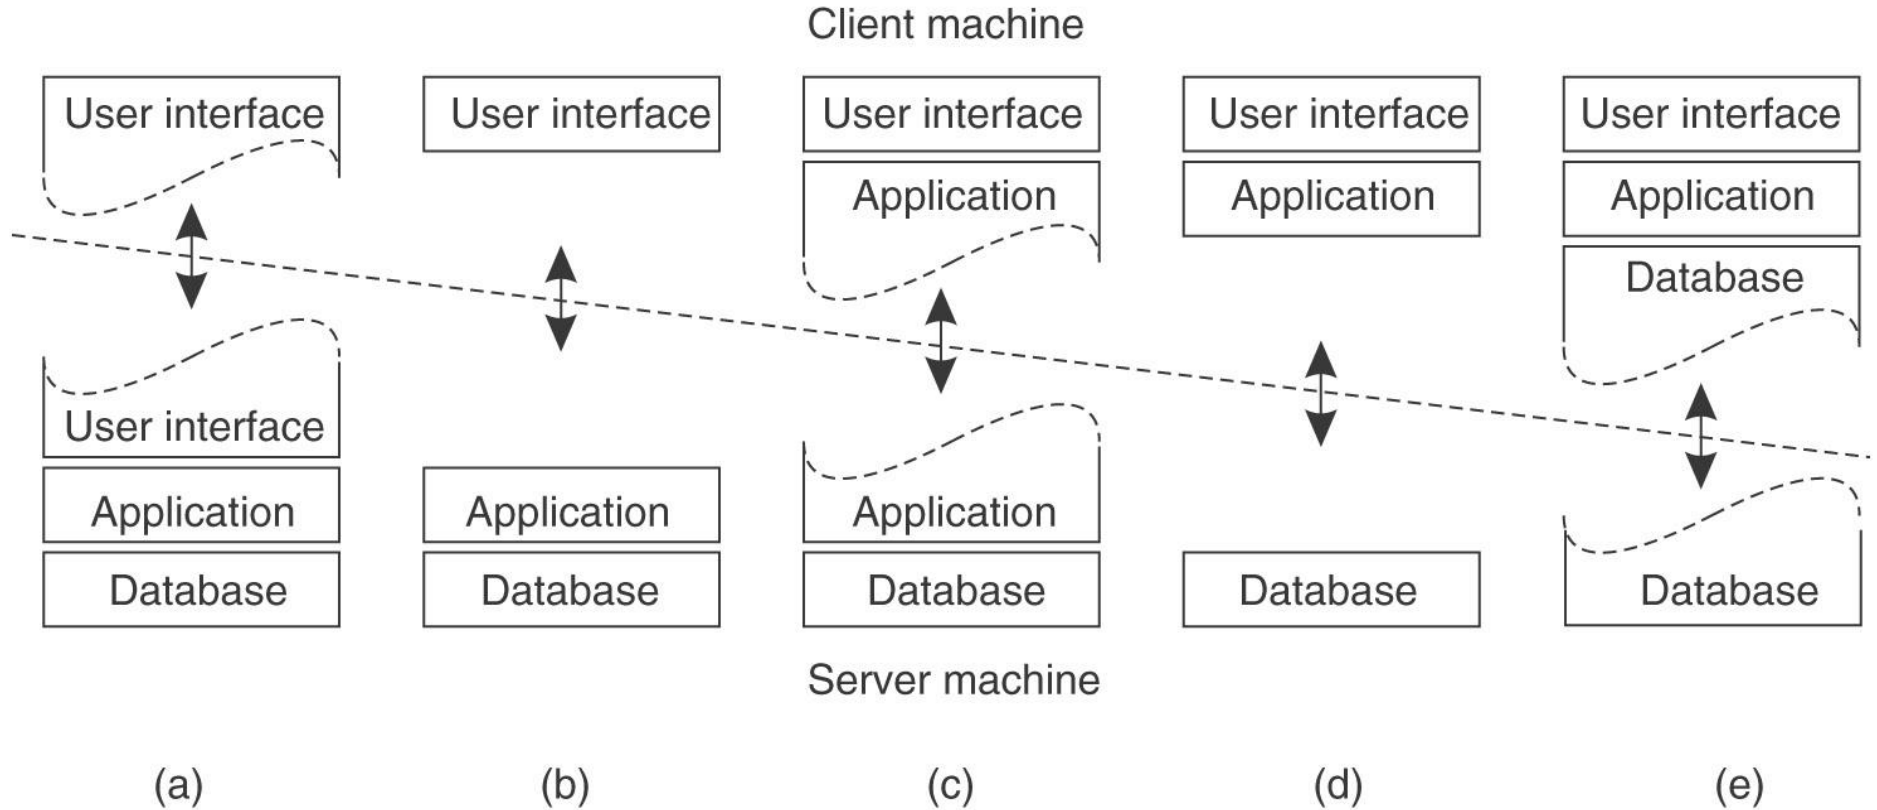 Client machine
User interface
User interface
User interface
User interface
User interface
Application
Application
Application
Database
User interface
Application
Application
Application
Database
Database
Database
Database
Database
Server machine
(a)
(b)
(c)
(d)
(e)